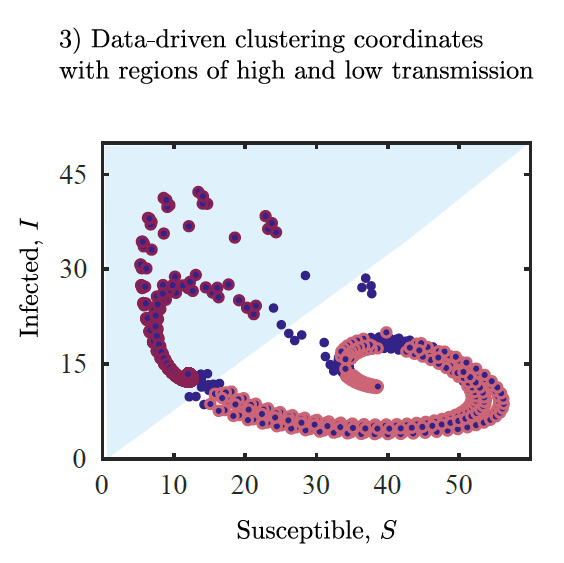 3) Data-driven clustering coordinates
with regions of high and low transmission
45
30
15
0
0 10 20 30 40 50
Infected, I
Susceptible, S